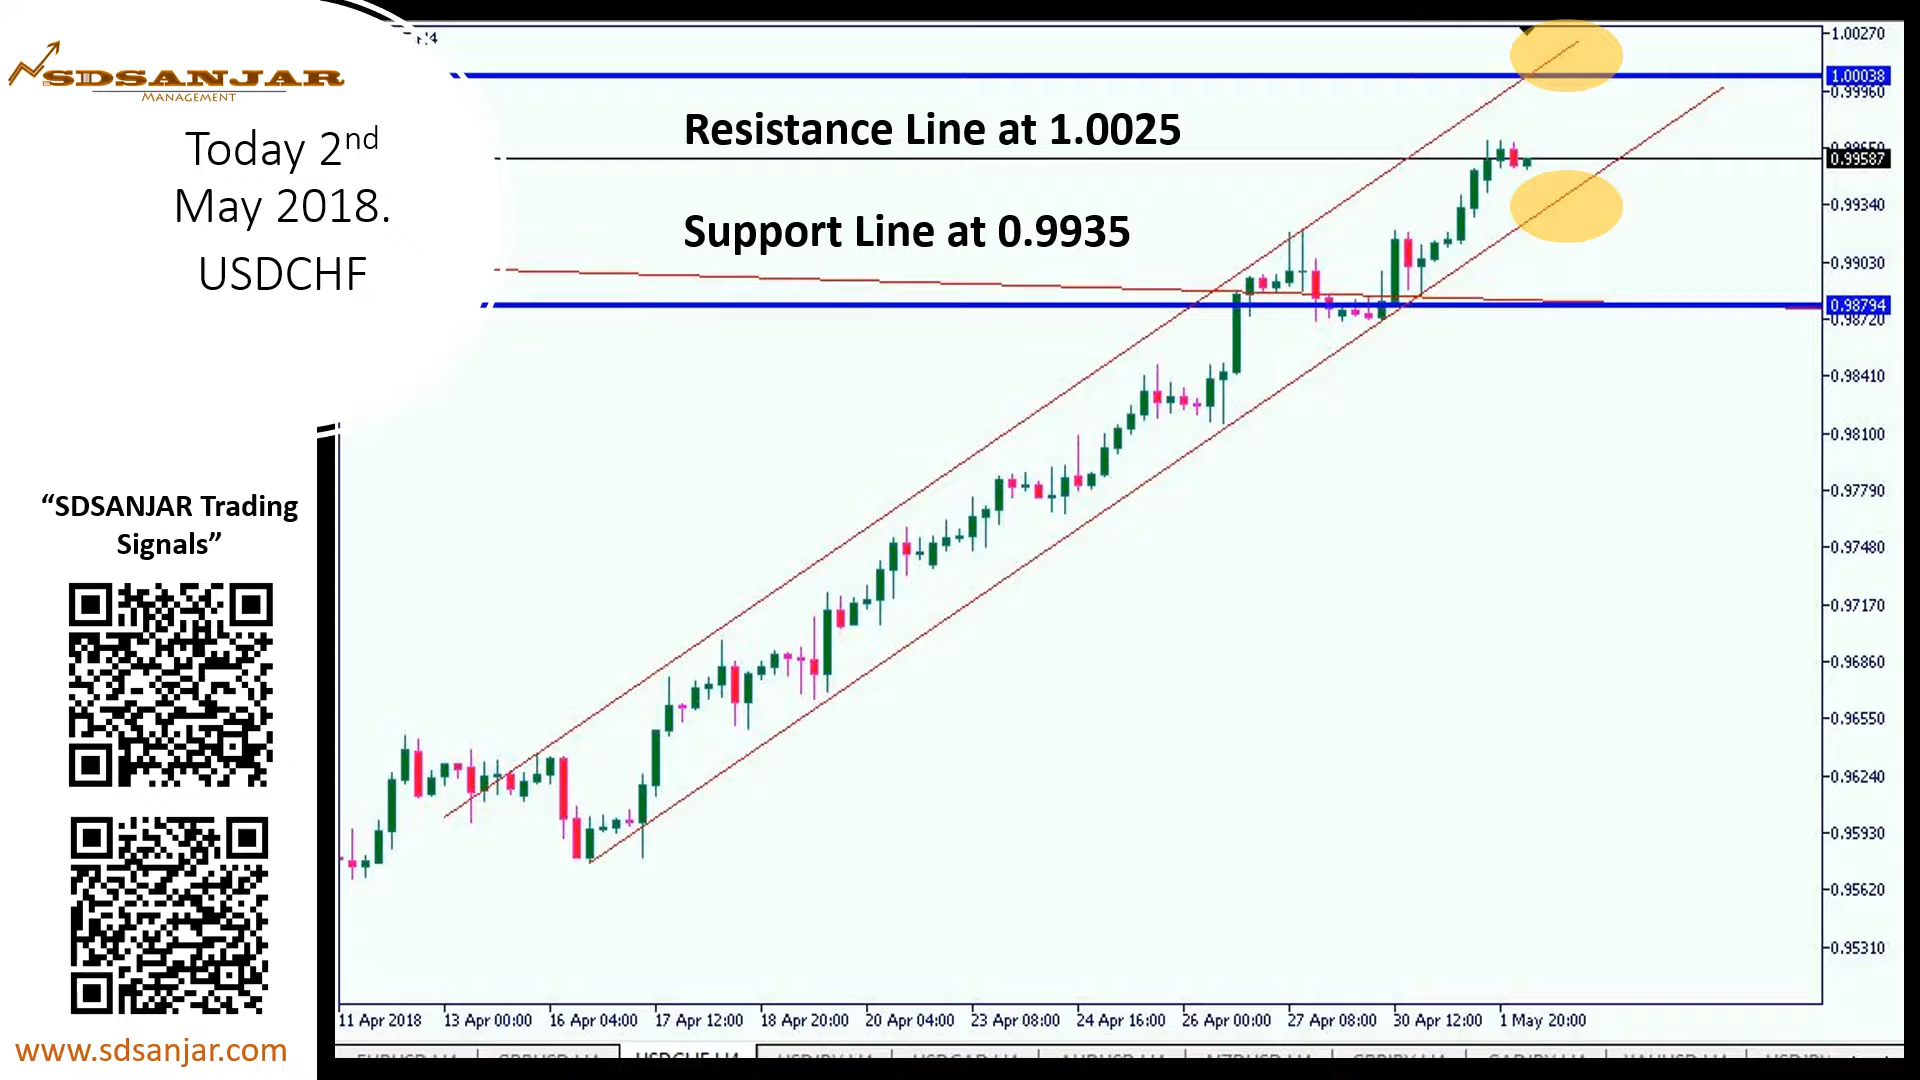 SDSANJAR
MANAGEMENT
Today 2nd
May 2018.
USDCHF
"SDSANJAR Trading
Signals"
www.sdsanjar.com
Resistance Line at 1.0025
Support Line at 0.9935
1.00270
1.00038
0.99960
0.99587
0.99340
0.99030
0.98794
0.98720
0.98410
0.98100
0.97790
0.97480
0.97170
0.96860
0.96550
0.96240
0.95930
0.95620
0.95310
11 Apr 2018 13 Apr 00:00 16 Apr 04:00 17 Apr 12:00 18 Apr 20:00 20 Apr 04:00 23 Apr 08:00 24 Apr 16:00 26 Apr 00:00 27 Apr 08:00 30 Apr 12:00 1 May 20:00